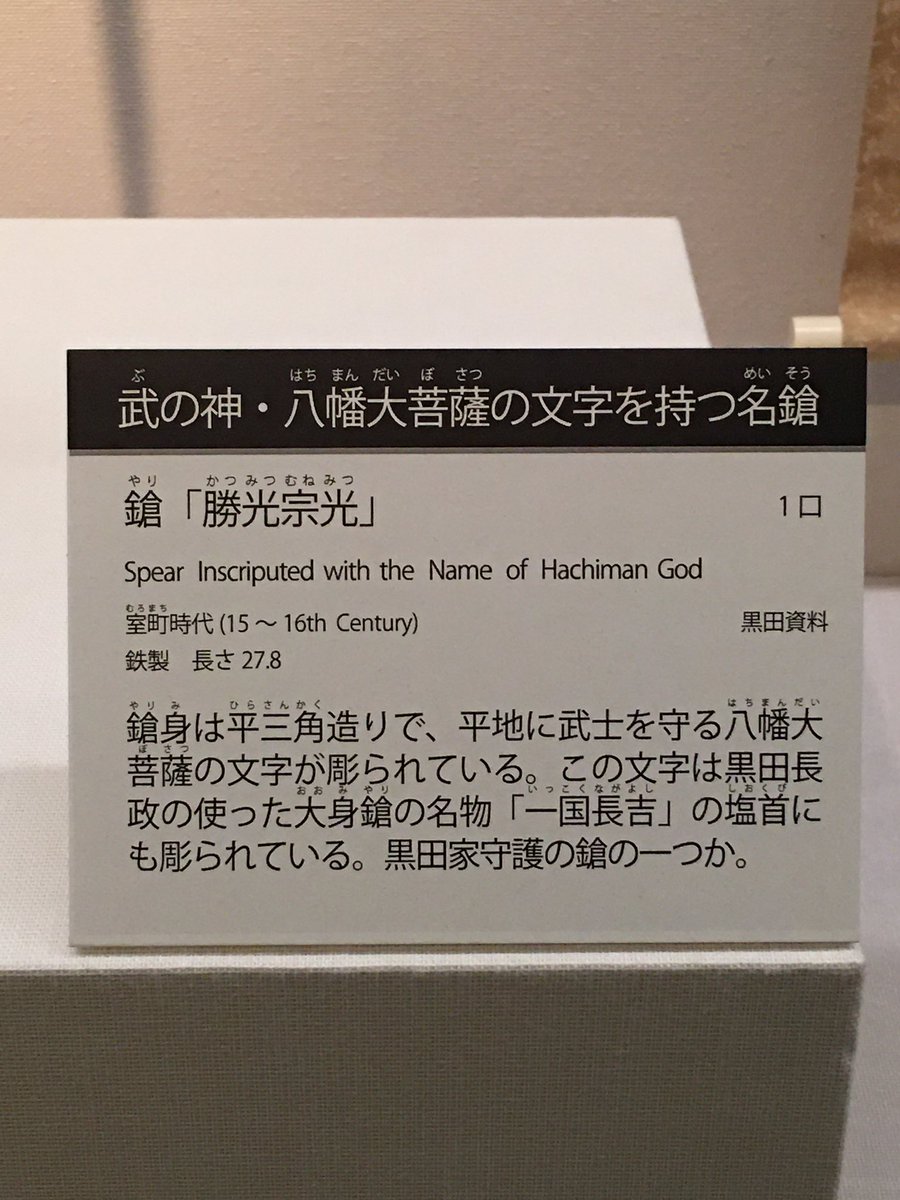 ぶ はち まん だい ぼ さつ めい そう
武の神・八幡大菩薩の文字を持つ名鎗
やり かつみつむねみつ
鎗「勝光宗光」 1口
Spear Inscriputed with the Name of Hachiman God
むろまち
室町時代(15～16th Century) 黒田資料
鉄製 長さ27.8
やりみ ひらさんかく はちまんだい
鎗身は平三角造りで、平地に武士を守る八幡大
ぼさつ
菩薩の文字が彫られている。この文字は黒田長
おおみやり いっこくながよし しおくび
政の使った大身鎗の名物「一国長吉」の塩首に
も彫られている。黒田家守護の鎗の一つか。